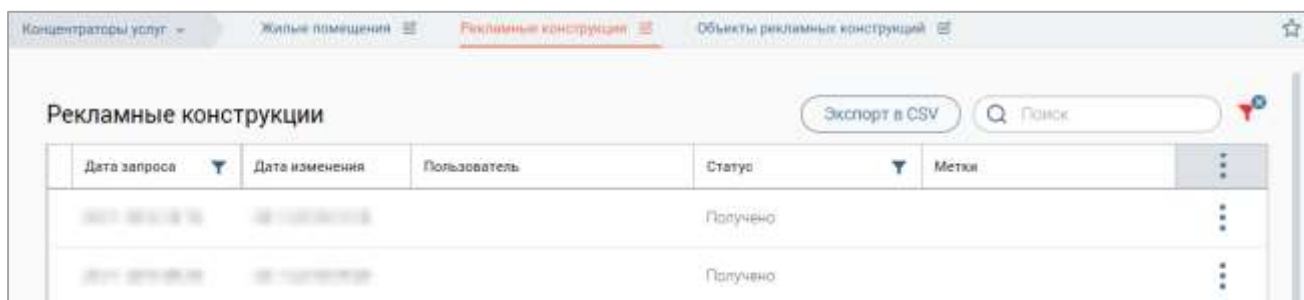 Концентраторы услуг
Жилые помещения
Рекламные конструкции
Объекты рекламных конструкций
Рекламные конструкции
Экспорт в CSV
Поиск
Дата запроса
Дата изменения
Пользователь
Статус
Метки
Получено
Получено